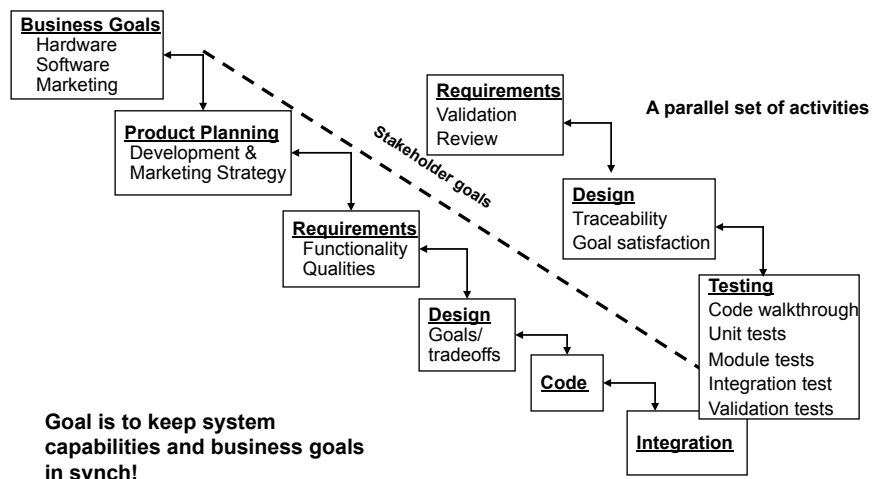 Business Goals
Hardware
Software
Marketing
Product Planning
Development &
Marketing Strategy
Requirements
Functionality
Qualities
Design
Goals/
tradeoffs
Code
Integration
Stakeholder goals
Requirements
Validation
Review
A parallel set of activities
Design
Traceability
Goal satisfaction
Testing
Code walkthrough
Unit tests
Module tests
Integration test
Validation tests
Goal is to keep system
capabilities and business goals
in synch!